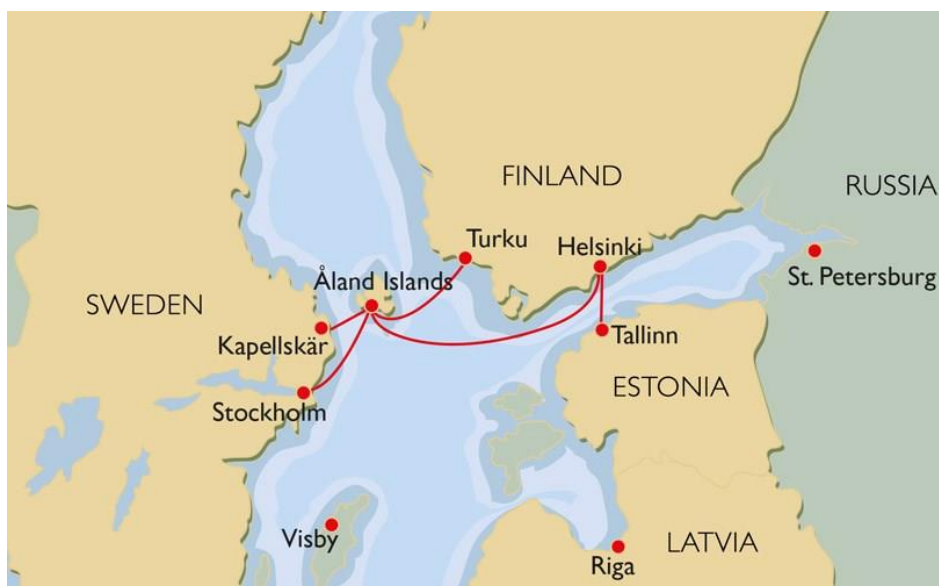 FINLAND
RUSSIA
Turku
Helsinki
Åland Islands
St. Petersburg
SWEDEN
Kapellskär
Tallinn
ESTONIA
Stockholm
Visby
LATVIA
Riga